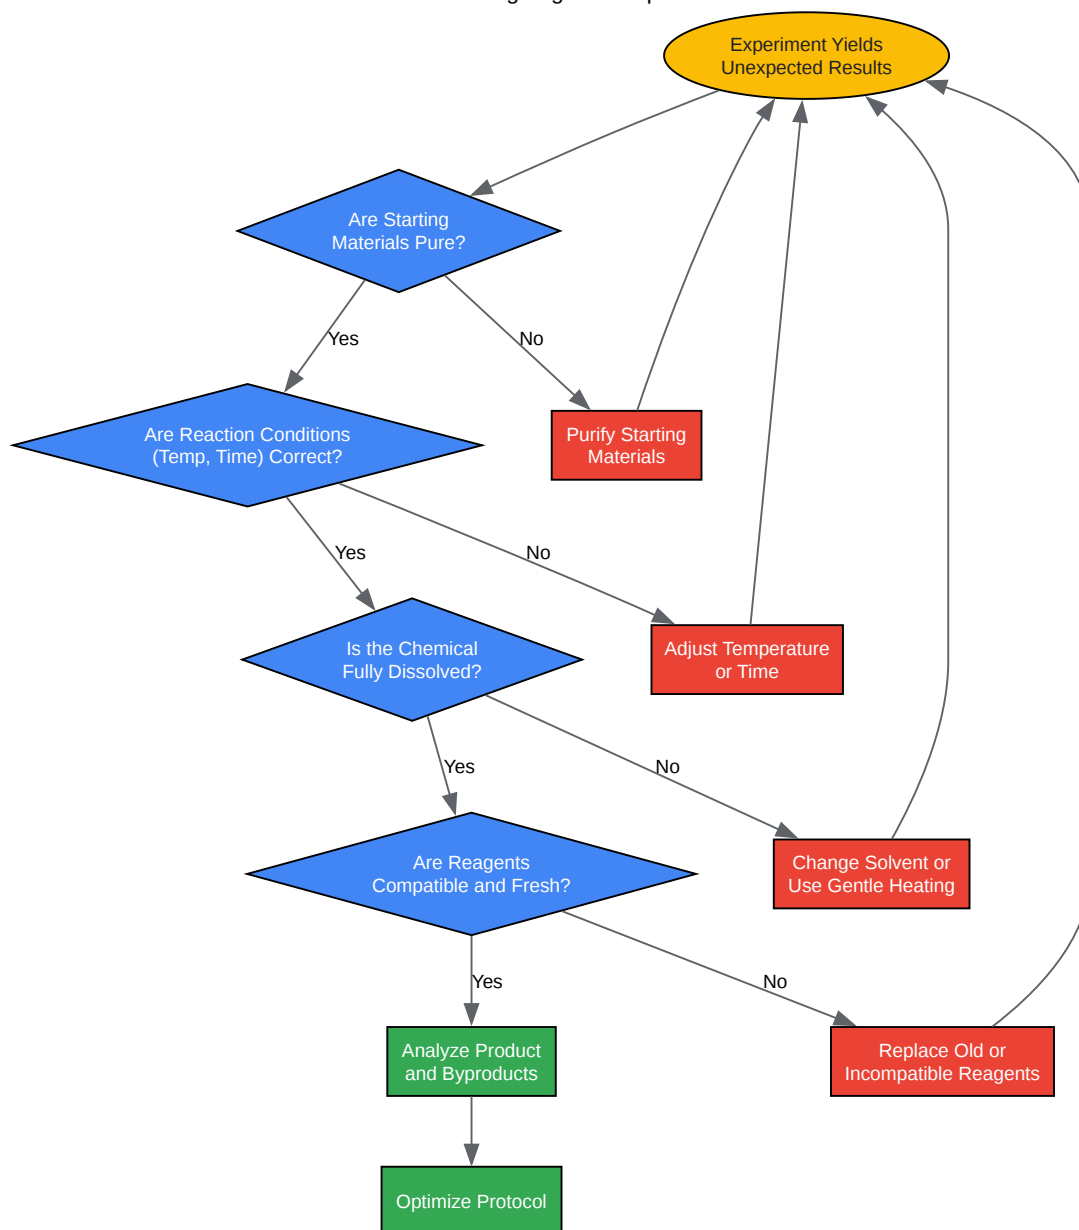 Experiment Yields
Unexpected Results
Are Starting
Materials Pure?
Yes
No
Are Reaction Conditions
(Temp, Time) Correct?
Purify Starting
Materials
Yes
No
Is the Chemical
Fully Dissolved?
Adjust Temperature
or Time
Yes
No
Are Reagents
Compatible and Fresh?
Change Solvent or
Use Gentle Heating
Yes
No
Analyze Product
and Byproducts
Replace Old or
Incompatible Reagents
Optimize Protocol